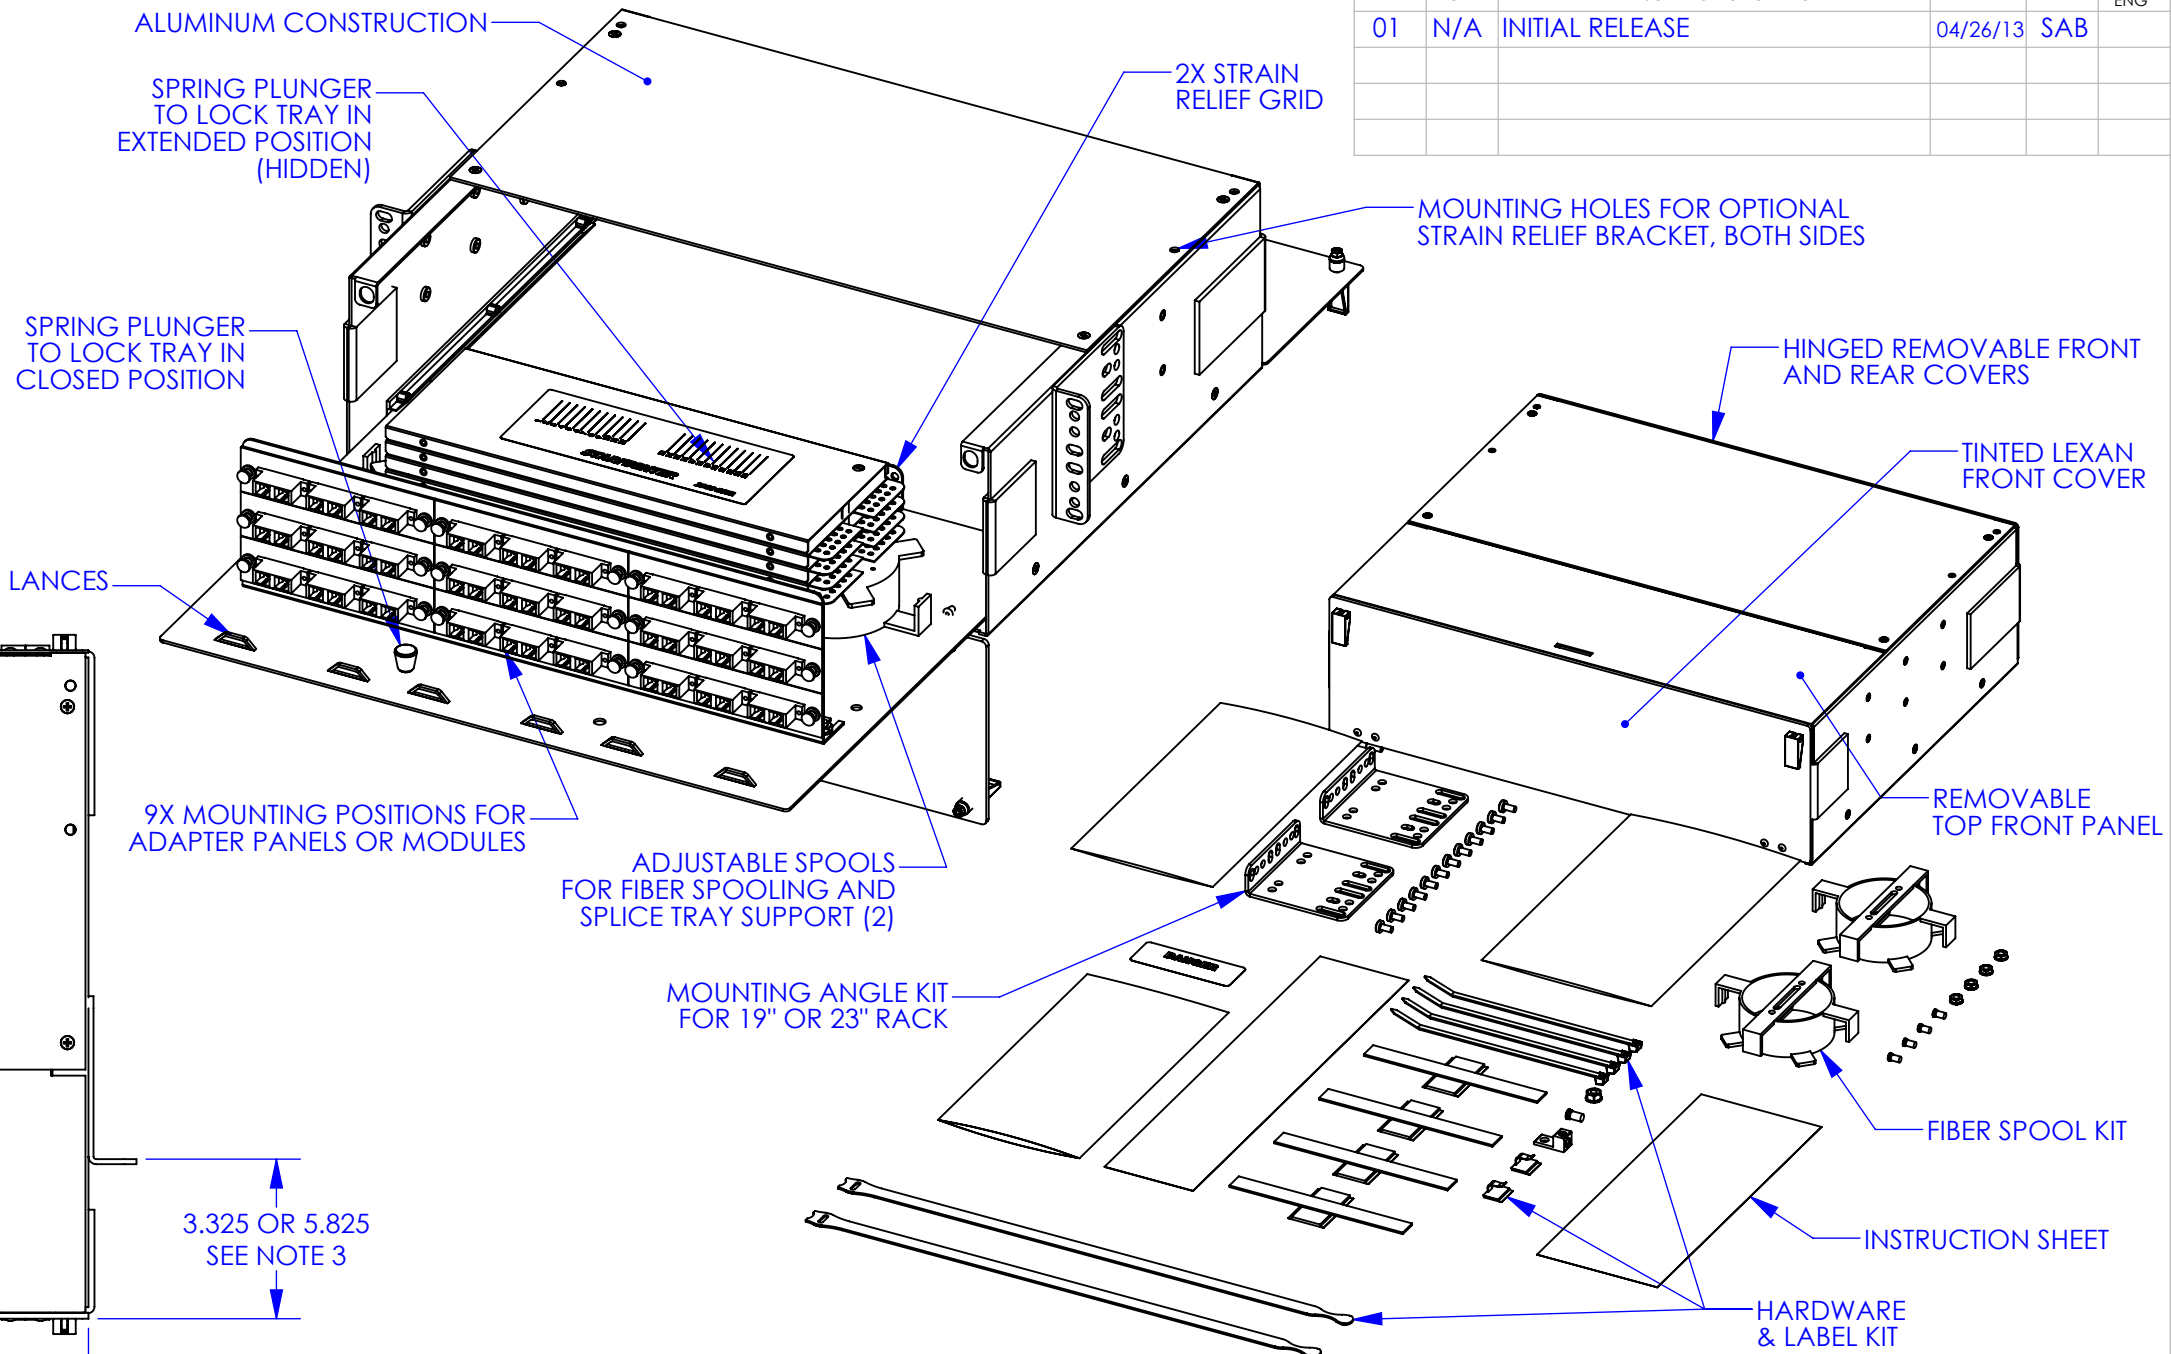 ENG
01 N/A INITIAL RELEASE 04/26/13 SAB
ALUMINUM CONSTRUCTION
SPRING PLUNGER
TO LOCK TRAY IN
EXTENDED POSITION
(HIDDEN)
2X STRAIN
RELIEF GRID
MOUNTING HOLES FOR OPTIONAL
STRAIN RELIEF BRACKET, BOTH SIDES
SPRING PLUNGER
TO LOCK TRAY IN
CLOSED POSITION
HINGED REMOVABLE FRONT
AND REAR COVERS
TINTED LEXAN
FRONT COVER
LANCES
9X MOUNTING POSITIONS FOR
ADAPTER PANELS OR MODULES
REMOVABLE
TOP FRONT PANEL
ADJUSTABLE SPOOLS
FOR FIBER SPOOLING AND
SPLICE TRAY SUPPORT (2)
DANGER
MOUNTING ANGLE KIT
FOR 19" OR 23" RACK
FIBER SPOOL KIT
3.325 OR 5.825
SEE NOTE 3
INSTRUCTION SHEET
HARDWARE
& LABEL KIT